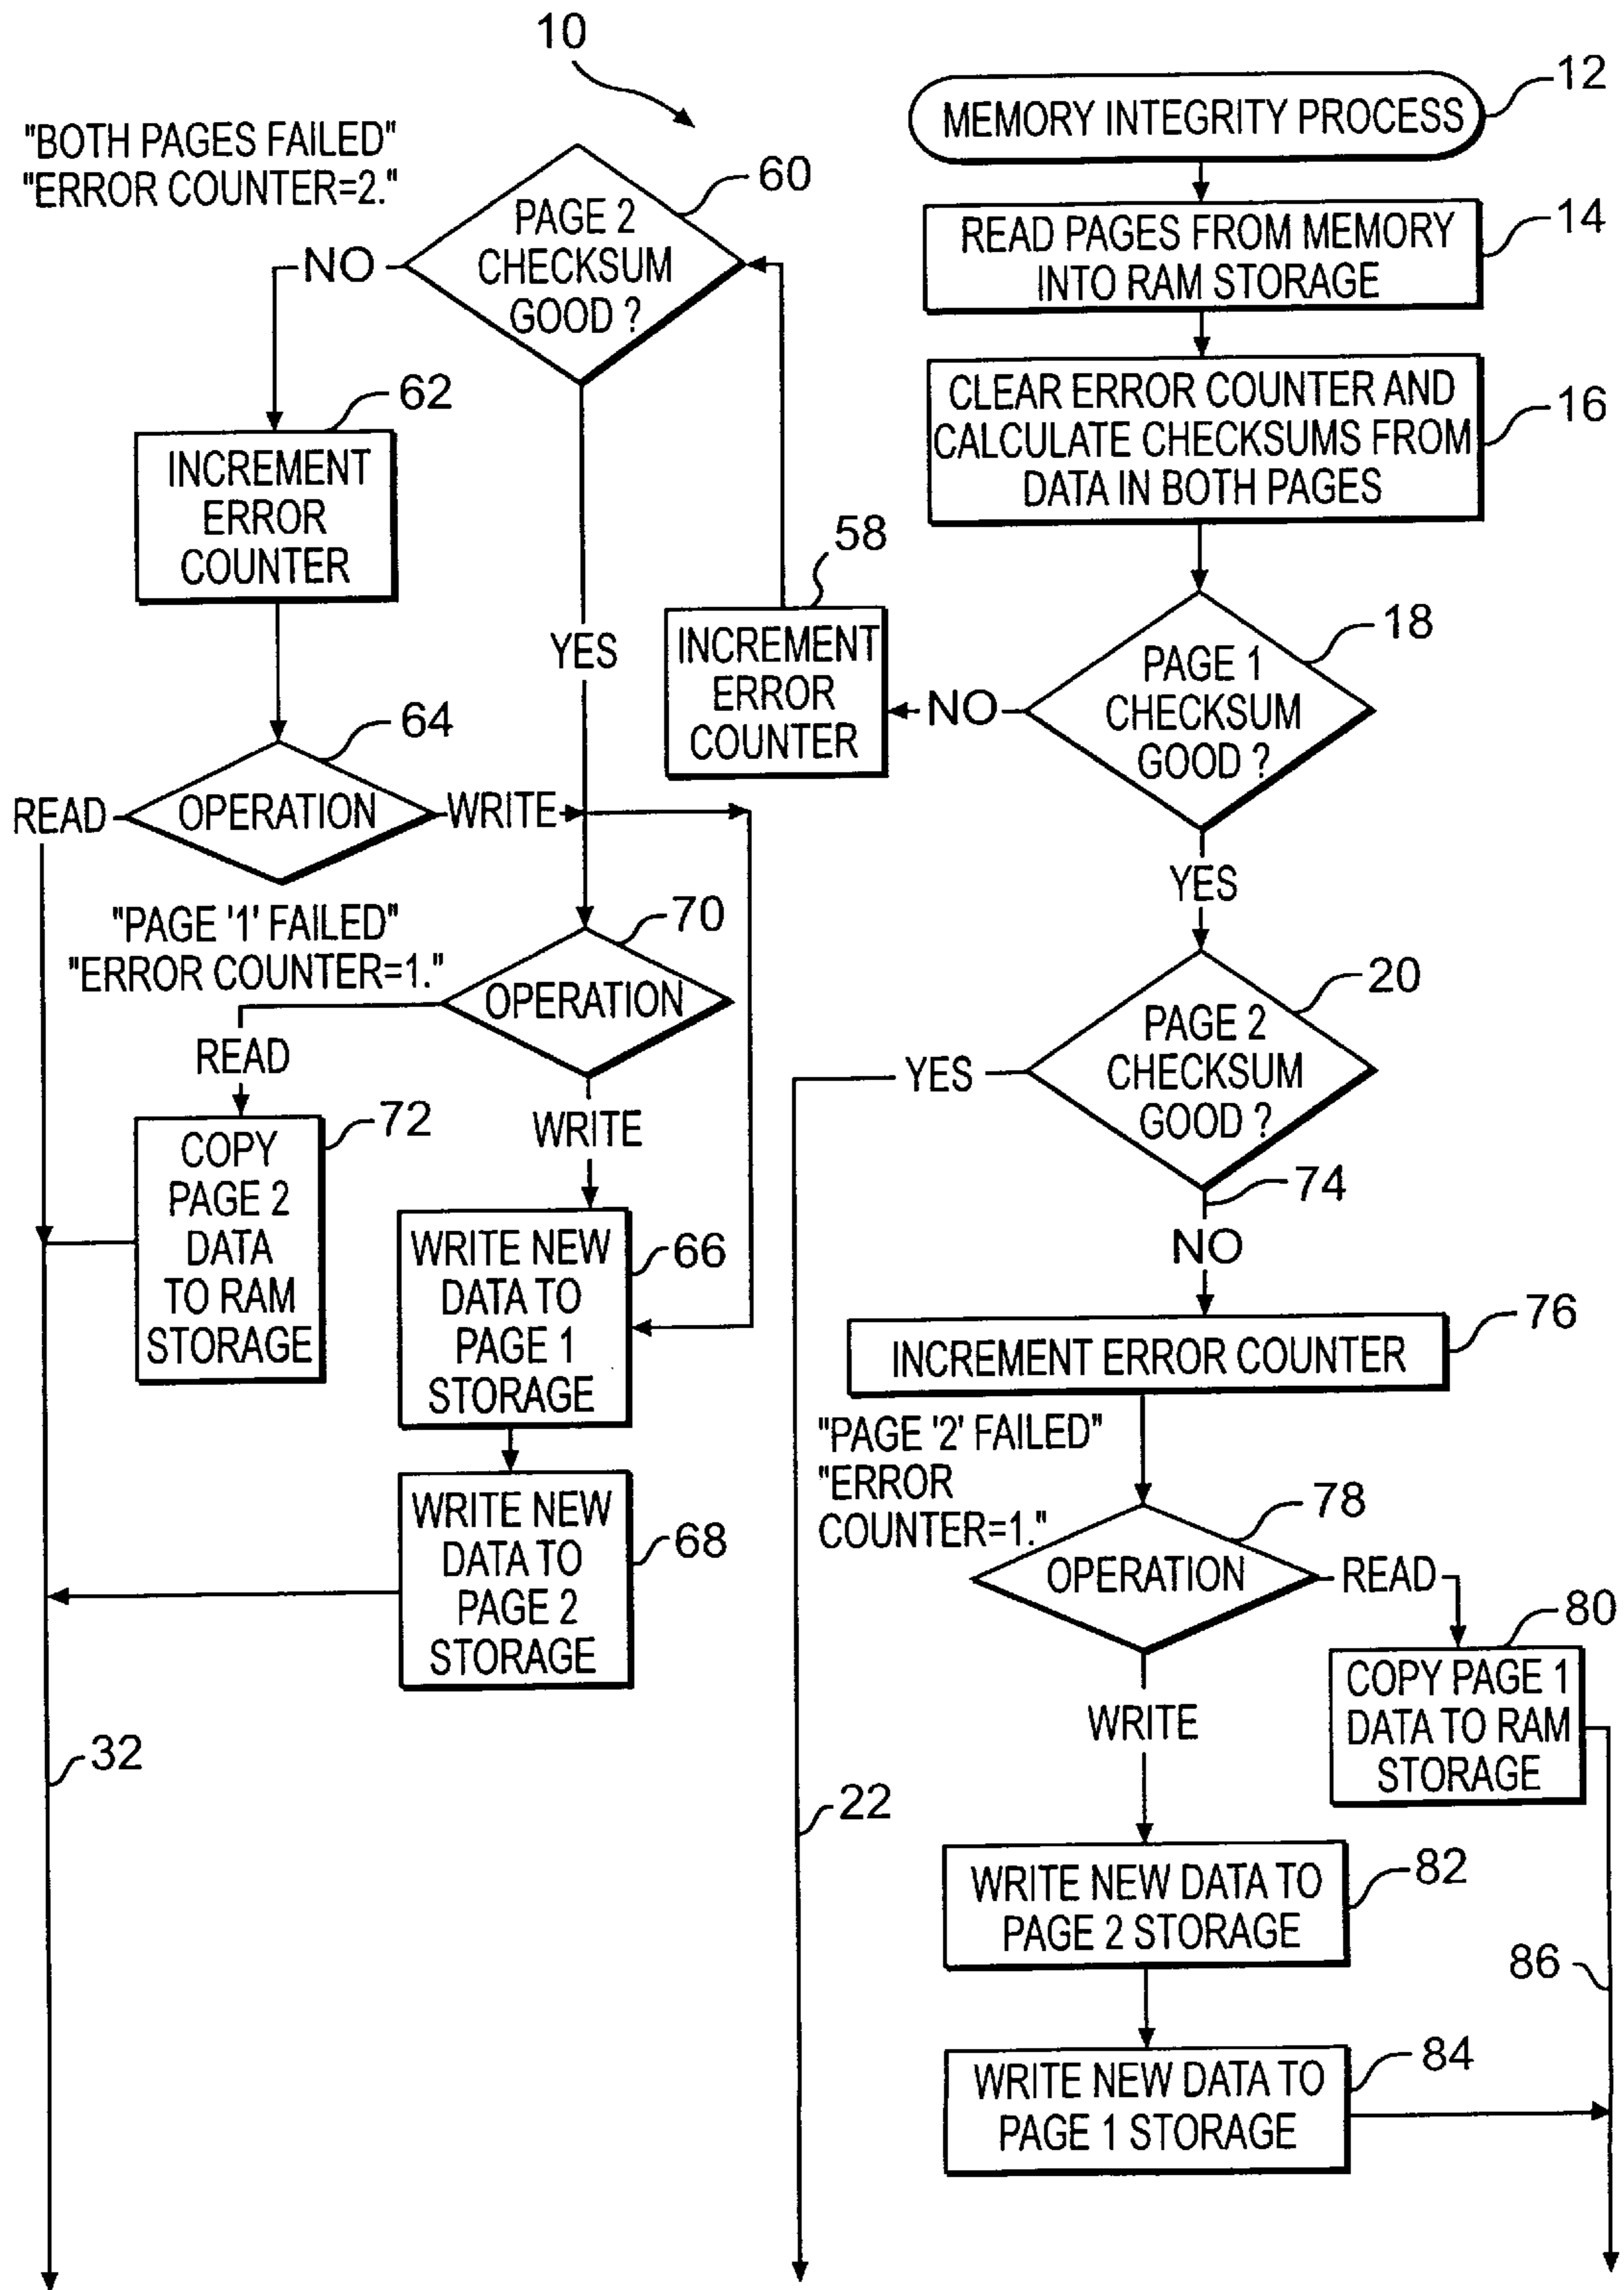 10
12
MEMORY INTEGRITY PROCESS
14
READ PAGES FROM MEMORY
INTO RAM STORAGE
16
CLEAR ERROR COUNTER AND
CALCULATE CHECKSUMS FROM
DATA IN BOTH PAGES
18
PAGE 1
CHECKSUM
GOOD ?
NO
58
INCREMENT
ERROR
COUNTER
"BOTH PAGES FAILED"
"ERROR COUNTER=2."
60
PAGE 2
CHECKSUM
GOOD ?
NO
62
INCREMENT
ERROR
COUNTER
YES
64
OPERATION
READ
WRITE
"PAGE '1' FAILED"
"ERROR COUNTER=1."
70
OPERATION
READ
WRITE
72
COPY
PAGE 2
DATA
TO RAM
STORAGE
66
WRITE NEW
DATA TO
PAGE 1
STORAGE
68
WRITE NEW
DATA TO
PAGE 2
STORAGE
32
YES
20
PAGE 2
CHECKSUM
GOOD ?
YES
22
74
NO
76
INCREMENT ERROR COUNTER
"PAGE '2' FAILED"
"ERROR
COUNTER=1."
78
OPERATION
READ
80
COPY PAGE 1
DATA TO RAM
STORAGE
WRITE
82
WRITE NEW DATA TO
PAGE 2 STORAGE
84
WRITE NEW DATA TO
PAGE 1 STORAGE
86